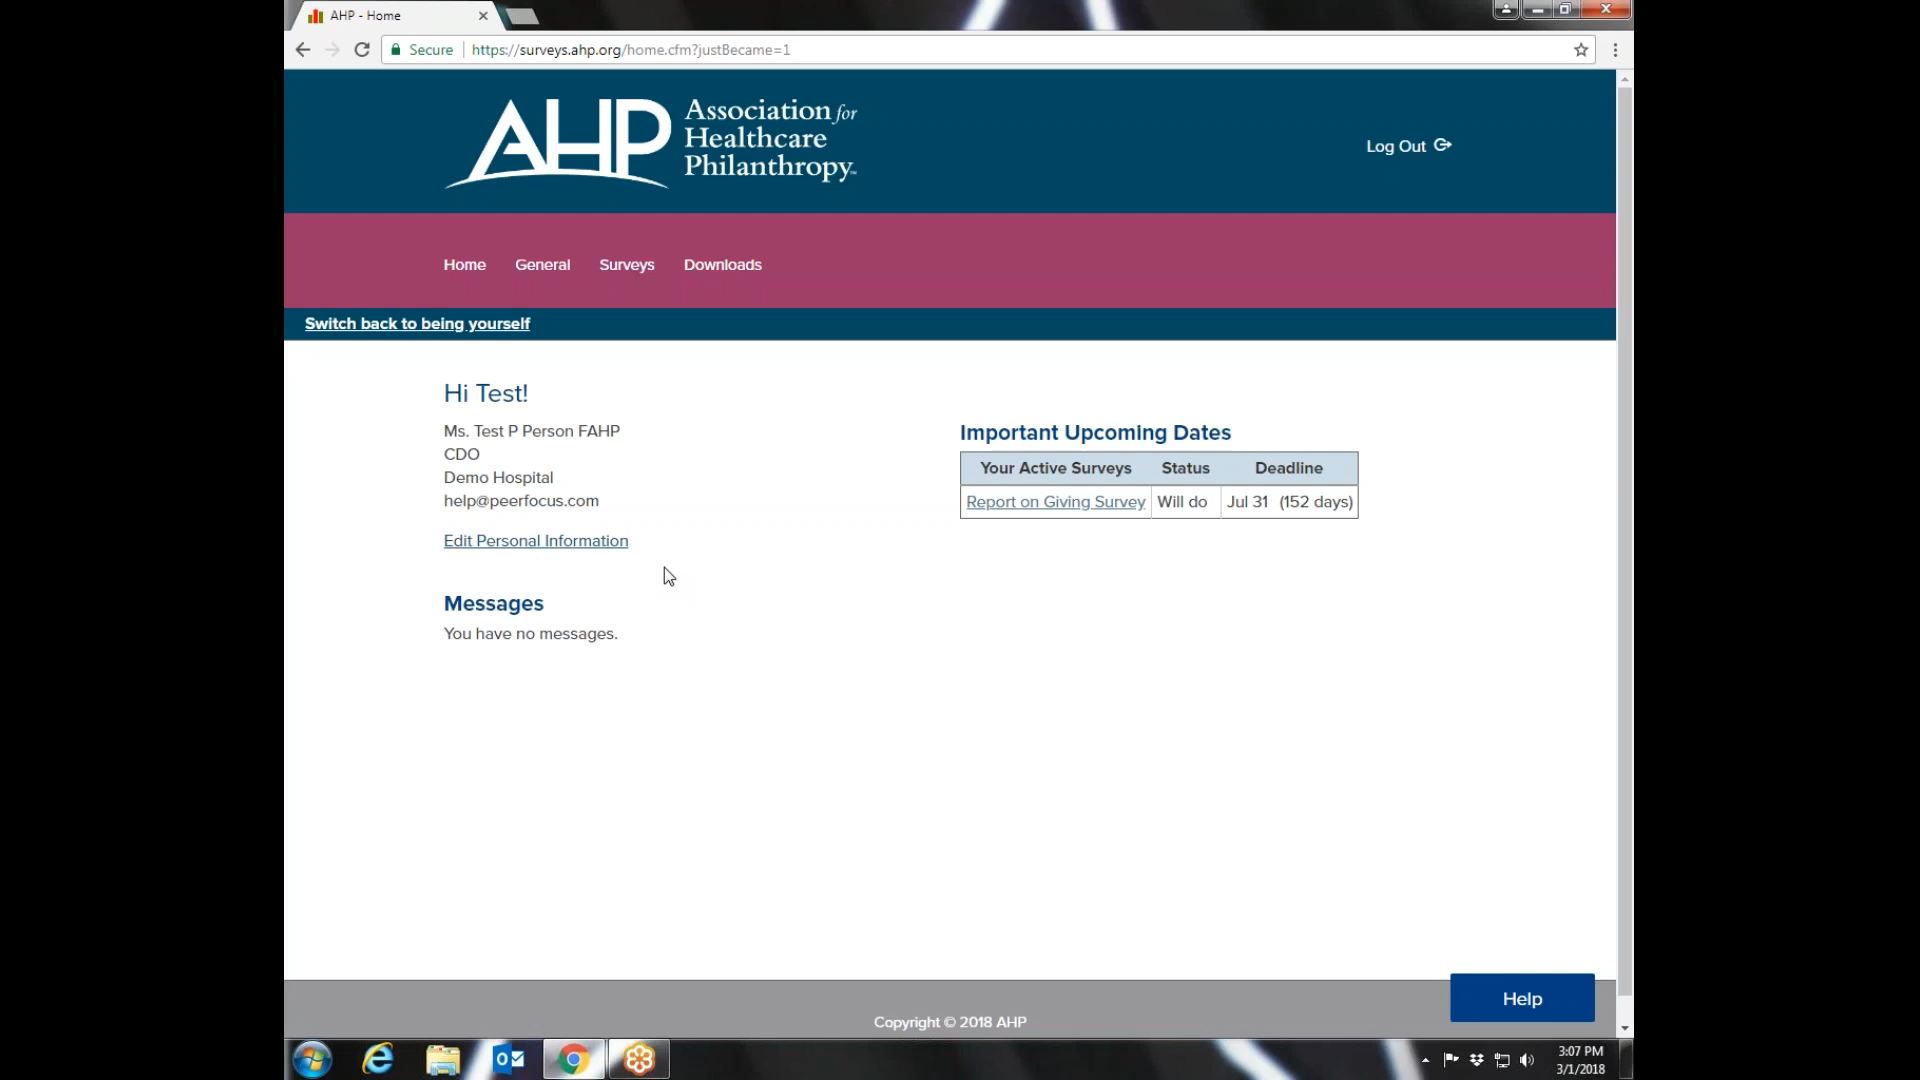 AHP - Home
Secure https://surveys.ahp.org/home.cfm?justBecame=1
AHP Association for
Healthcare
Philanthropy™
Log Out
Home General Surveys Downloads
Switch back to being yourself
Hi Test!
Ms. Test P Person FAHP
CDO
Demo Hospital
help@peerfocus.com
Edit Personal Information
Messages
You have no messages.
Important Upcoming Dates
Your Active Surveys Status Deadline
Report on Giving Survey Will do Jul 31 (152 days)
Help
Copyright © 2018 AHP
3:07 PM
3/1/2018